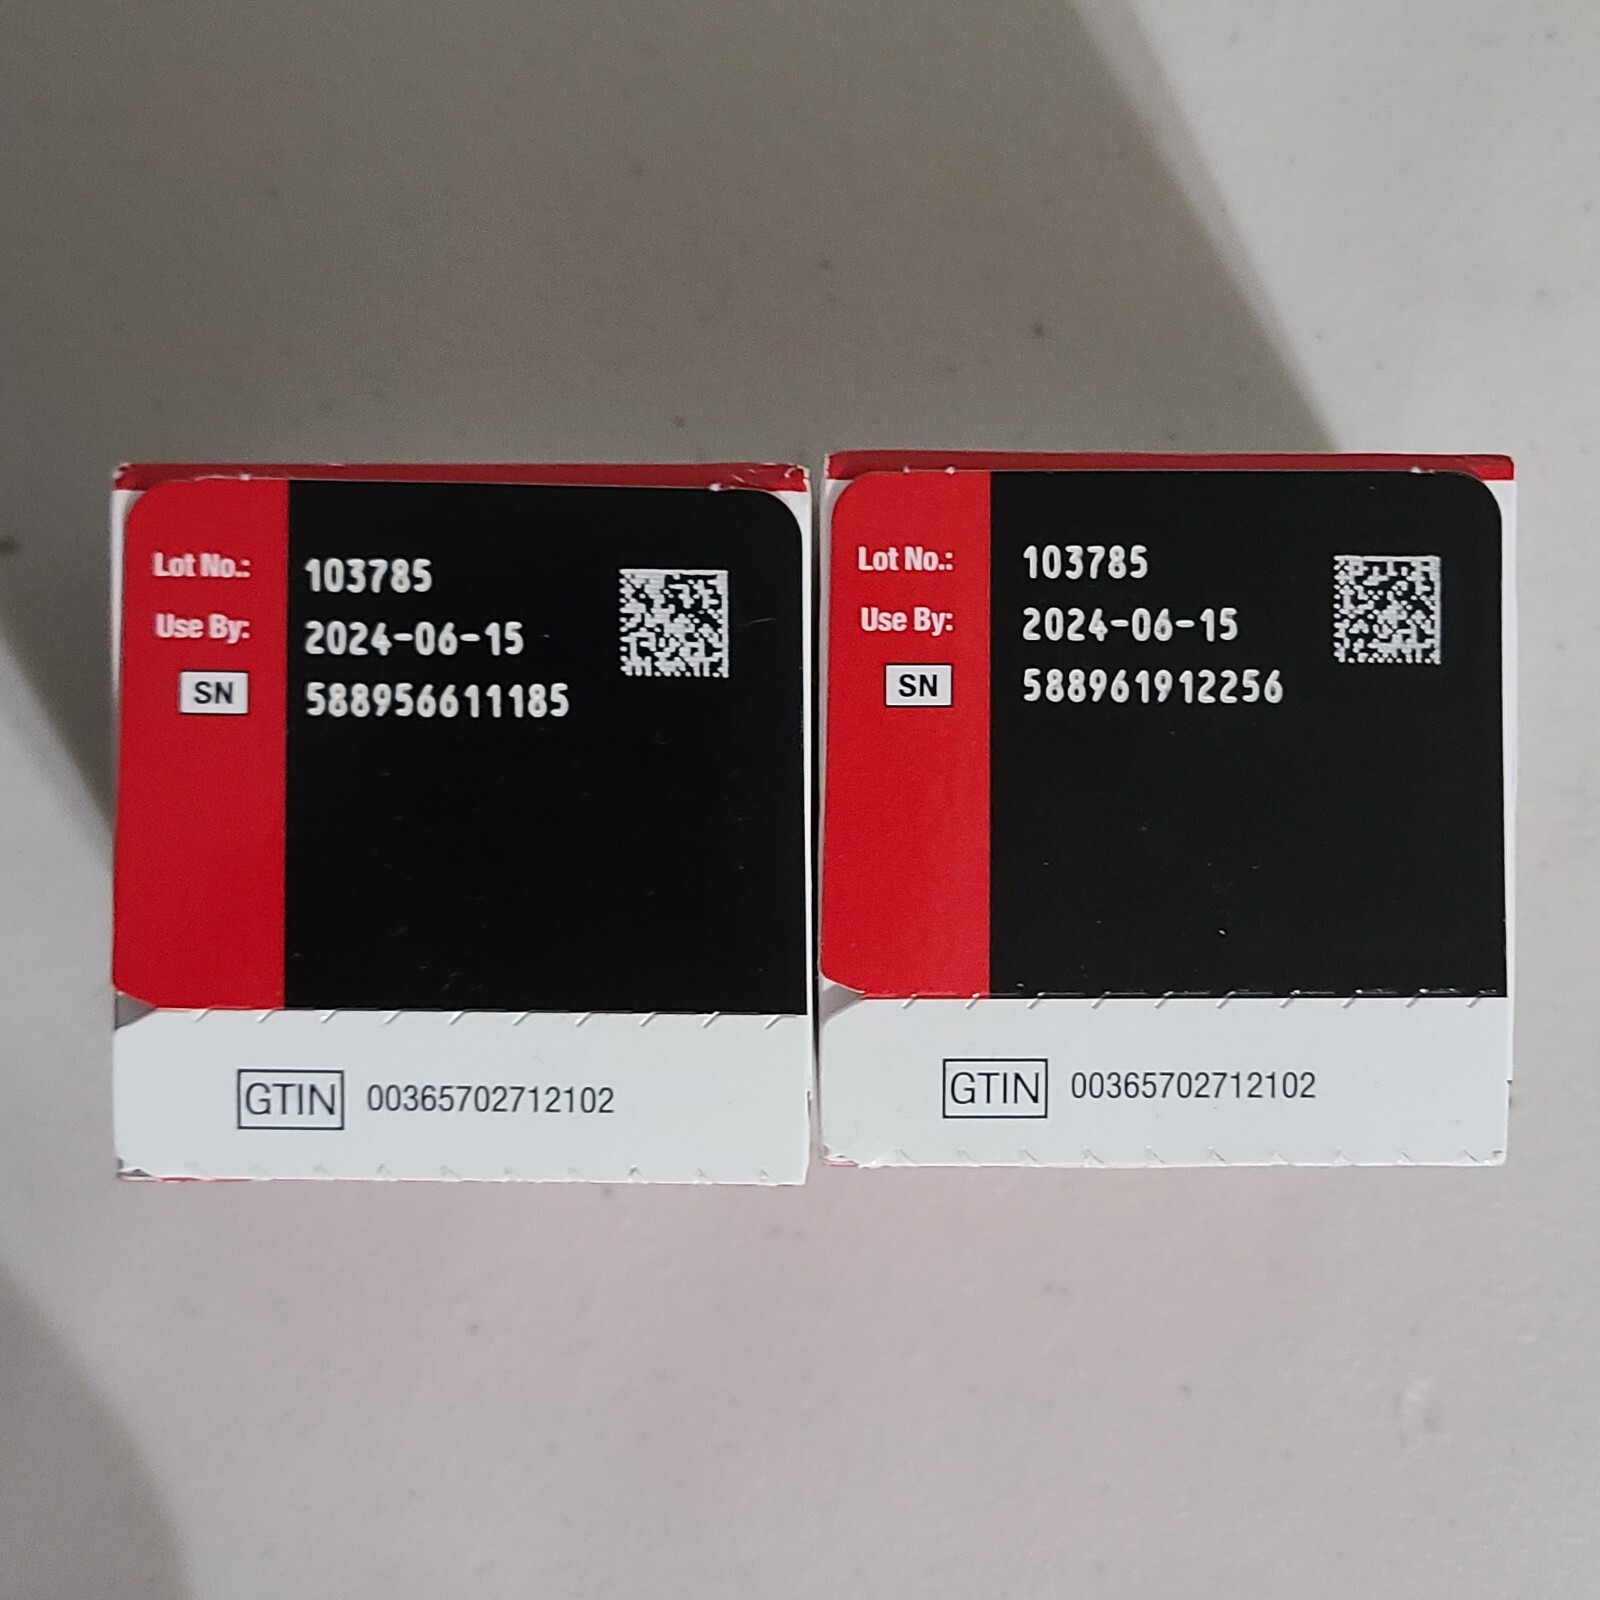 Lot No.: 103785
Use By: 2024-06-15
SN 588956611185
GTIN 00365702712102
Lot No.: 103785
Use By: 2024-06-15
SN 588961912256
GTIN 00365702712102